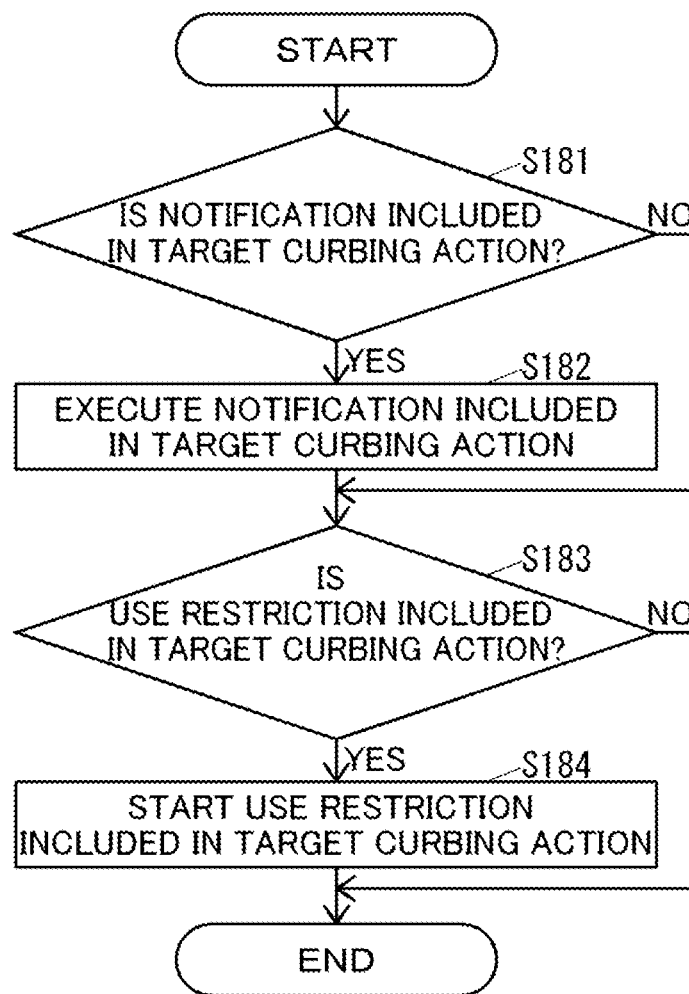 START
S181
IS NOTIFICATION INCLUDED
IN TARGET CURBING ACTION?
NO
YES
S182
EXECUTE NOTIFICATION INCLUDED
IN TARGET CURBING ACTION
S183
IS
USE RESTRICTION INCLUDED
IN TARGET CURBING ACTION?
NO
YES
S184
START USE RESTRICTION
INCLUDED IN TARGET CURBING ACTION
END